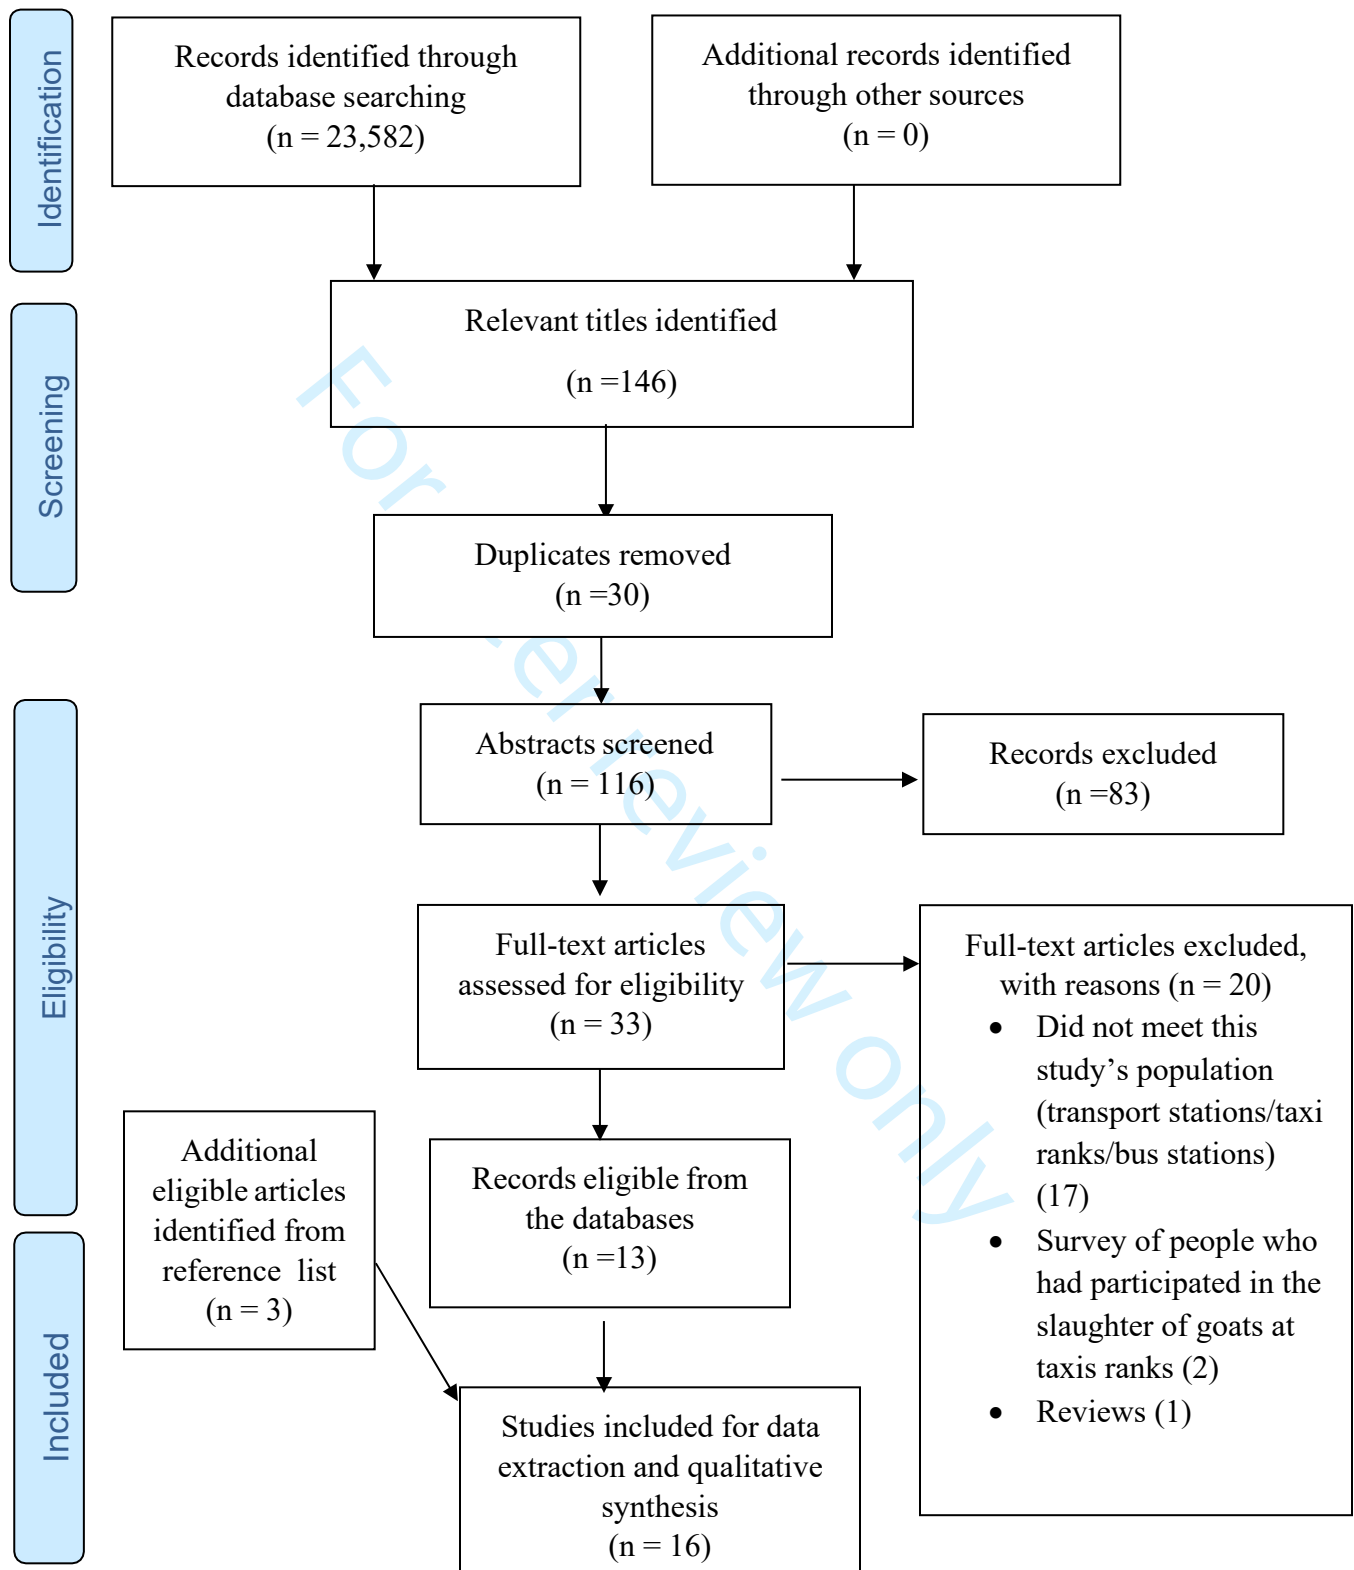 Identification
Records identified through
database searching
(n = 23,582)
Additional records identified
through other sources
(n = 0)
Screening
Relevant titles identified
(n =146)
Duplicates removed
(n =30)
Eligibility
Abstracts screened
(n = 116)
Records excluded
(n =83)
Full-text articles
assessed for eligibility
(n = 33)
Full-text articles excluded,
with reasons (n = 20)
• Did not meet this
study’s population
(transport stations/taxi
ranks/bus stations)
(17)
• Survey of people who
had participated in the
slaughter of goats at
taxis ranks (2)
• Reviews (1)
Additional
eligible articles
identified from
reference list
(n = 3)
Records eligible from
the databases
(n =13)
Included
Studies included for data
extraction and qualitative
synthesis
(n = 16)
For peer review only